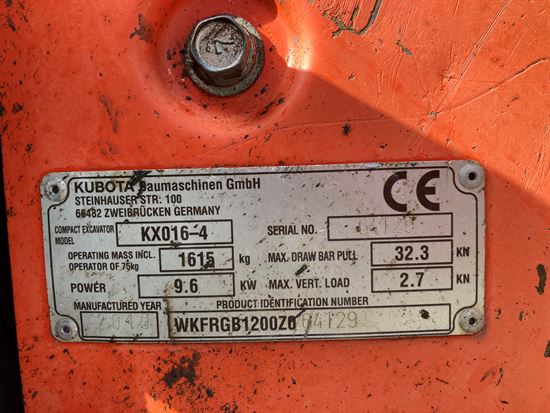 KUBOTA Baumaschinen GmbH
STEINHAUSER STR: 100
66482 ZWEIBRÜCKEN GERMANY
CE
COMPACT EXCAVATOR MODEL KX016-4 SERIAL NO. 64129
OPERATING MASS INCL. OPERATOR OF 75kg 1615 kg MAX. DRAW BAR PULL 32.3 KN
POWER 9.6 KW MAX. VERT. LOAD 2.7 KN
MANUFACTURED YEAR PRODUCT IDENTIFICATION NUMBER
WKFRGB1200Z064129